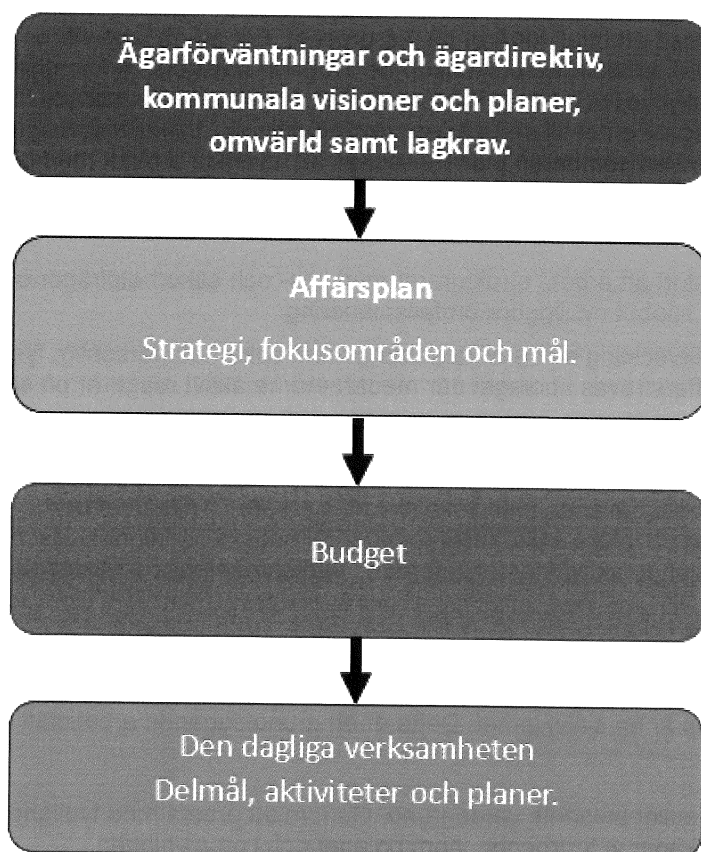 Ägarförväntningar och ägardirektiv,
kommunala visioner och planer,
omvärld samt lagkrav.
Affärsplan
Strategi, fokusområden och mål.
Budget
Den dagliga verksamheten
Delmål, aktiviteter och planer.